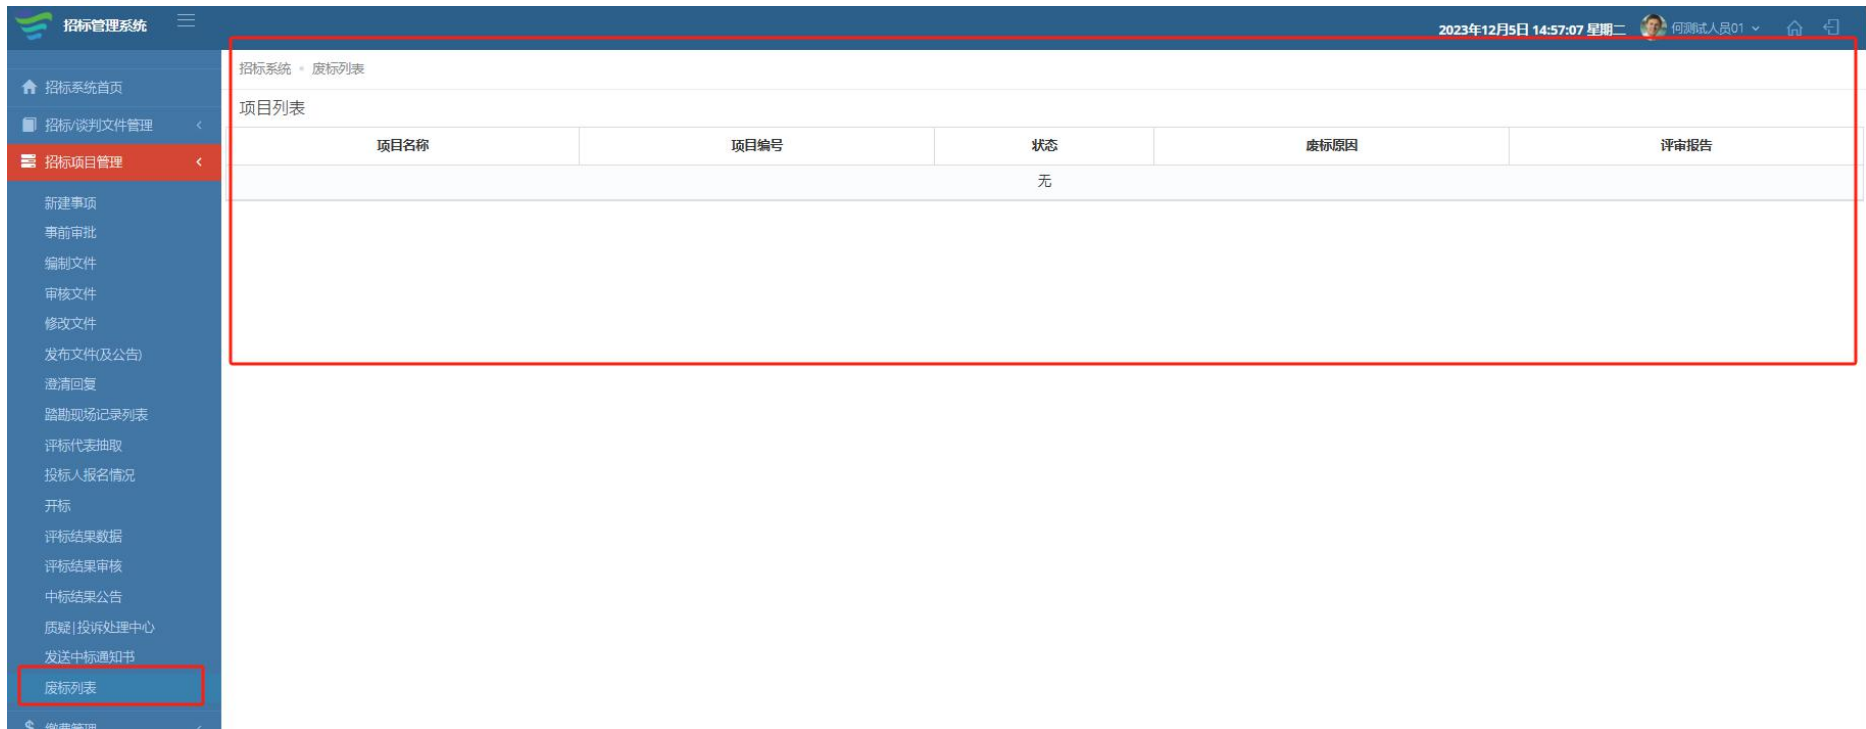 招标管理系统
2023年12月5日 14:57:07 星期二 何测试人员01
招标系统首页
招标/谈判文件管理
招标项目管理
新建事项
事前审批
编制文件
审核文件
修改文件
发布文件(及公告)
澄清回复
踏勘现场记录列表
评标代表抽取
投标人报名情况
开标
评标结果数据
评标结果审核
中标结果公告
质疑|投诉处理中心
发送中标通知书
废标列表
缴费管理
招标系统 废标列表
项目列表
项目名称 项目编号 状态 废标原因 评审报告
无